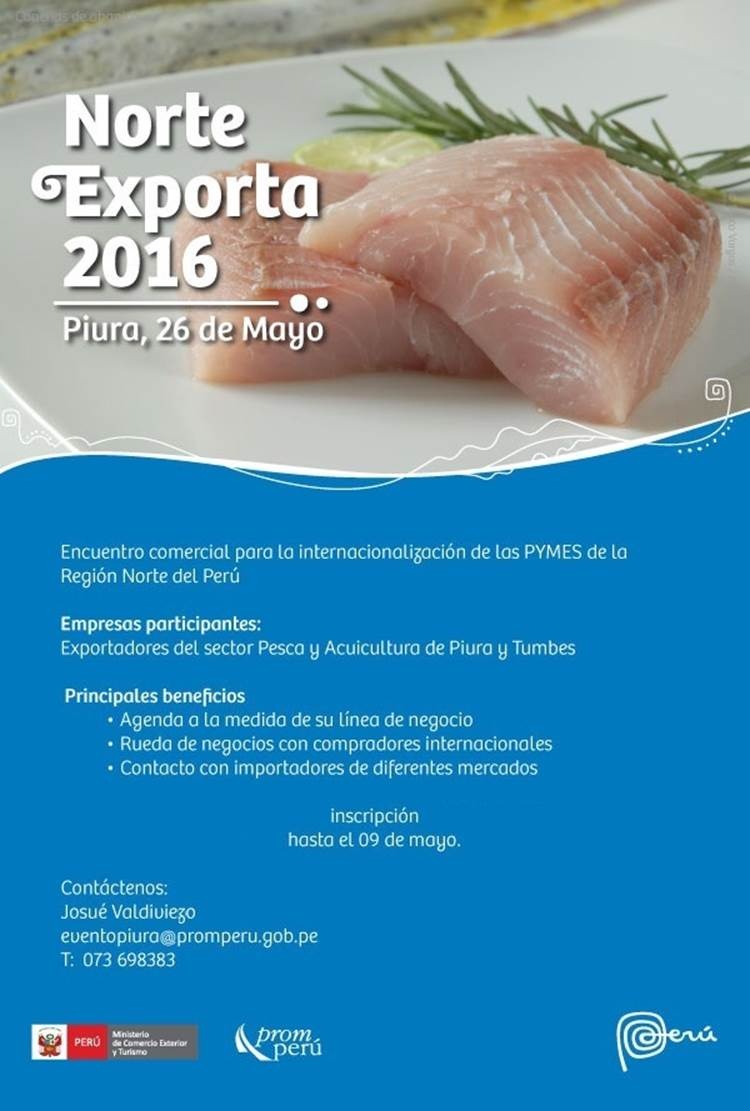 Norte
Exporta
2016
Piura, 26 de Mayo
Encuentro comercial para la internacionalización de las PYMES de la
Región Norte del Perú
Empresas participantes:
Exportadores del sector Pesca y Acuicultura de Piura y Tumbes
Principales beneficios
• Agenda a la medida de su línea de negocio
• Rueda de negocios con compradores internacionales
• Contacto con importadores de diferentes mercados
inscripción
hasta el 09 de mayo.
Contáctenos:
Josué Valdiviezo
eventopiura@promperu.gob.pe
T: 073 698383
PERÚ
Ministerio
de Comercio Exterior
y Turismo
prom
perú
Perú